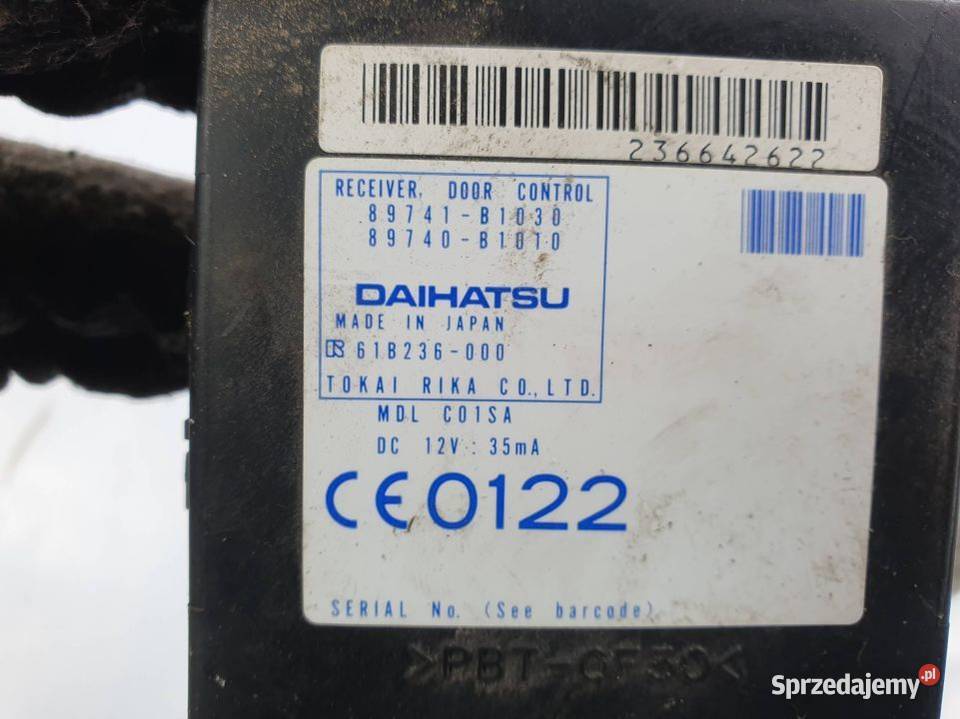 236642622
RECEIVER, DOOR CONTROL
89741-B1030
89740-B1010
DAIHATSU
MADE IN JAPAN
61B236-000
TOKAI RIKA CO., LTD.
MDL C01SA
DC 12V : 35mA
CE0122
SERIAL No. (See barcode)
>PBT-GF30<
Sprzedajemy.pl